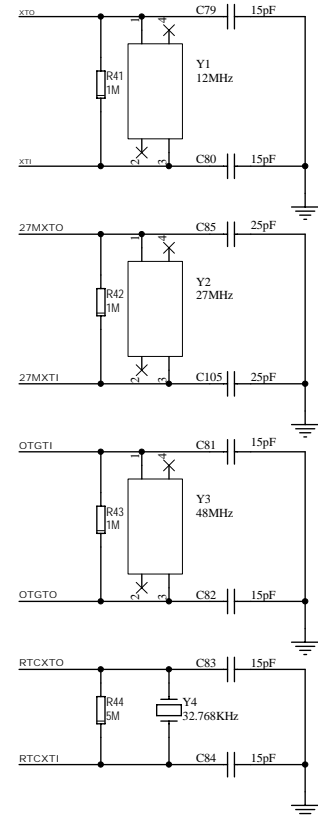 XTO
C79 15pF
1 4
R41
1M
Y1
12MHz
XTI
2 3
C80 15pF
27MXTO
C85 25pF
1 4
R42
1M
Y2
27MHz
27MXTI
2 3
C105 25pF
OTGTI
C81 15pF
1 4
R43
1M
Y3
48MHz
OTGTO
2 3
C82 15pF
RTCXTO
C83 15pF
R44
5M
Y4
32.768KHz
RTCXTI
C84 15pF